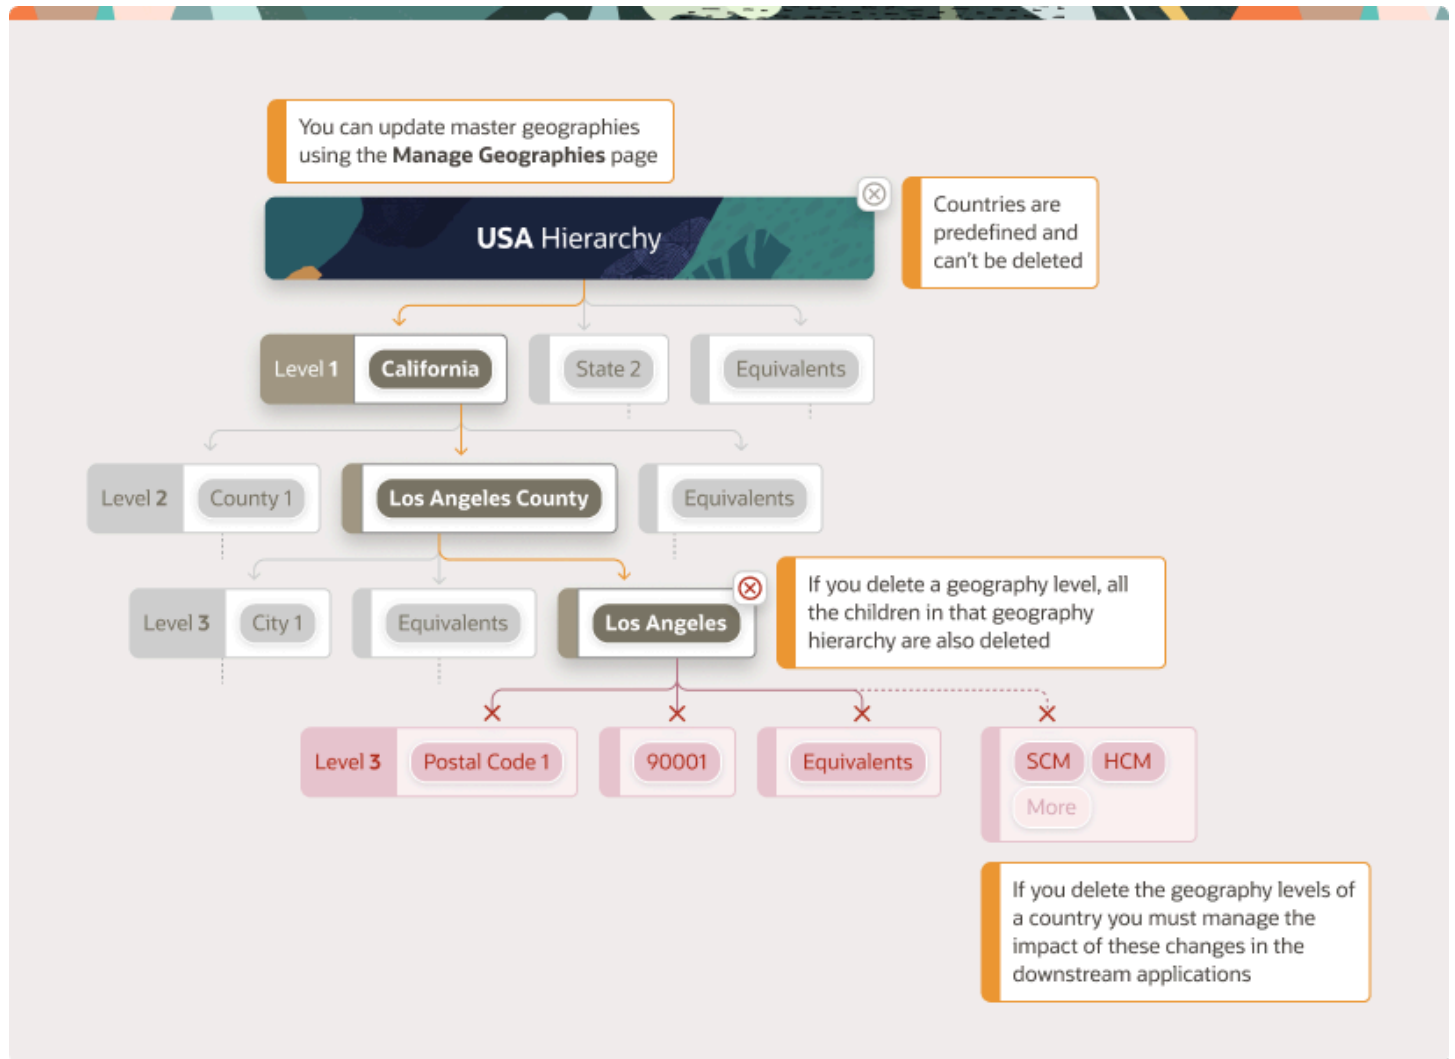 You can update master geographies
using the Manage Geographies page
USA Hierarchy
Countries are
predefined and
can't be deleted
Level 1 California State 2 Equivalents
Level 2 County 1 Los Angeles County Equivalents
Level 3 City 1 Equivalents Los Angeles
If you delete a geography level, all
the children in that geography
hierarchy are also deleted
Level 3 Postal Code 1 90001 Equivalents SCM HCM
More
If you delete the geography levels of
a country you must manage the
impact of these changes in the
downstream applications